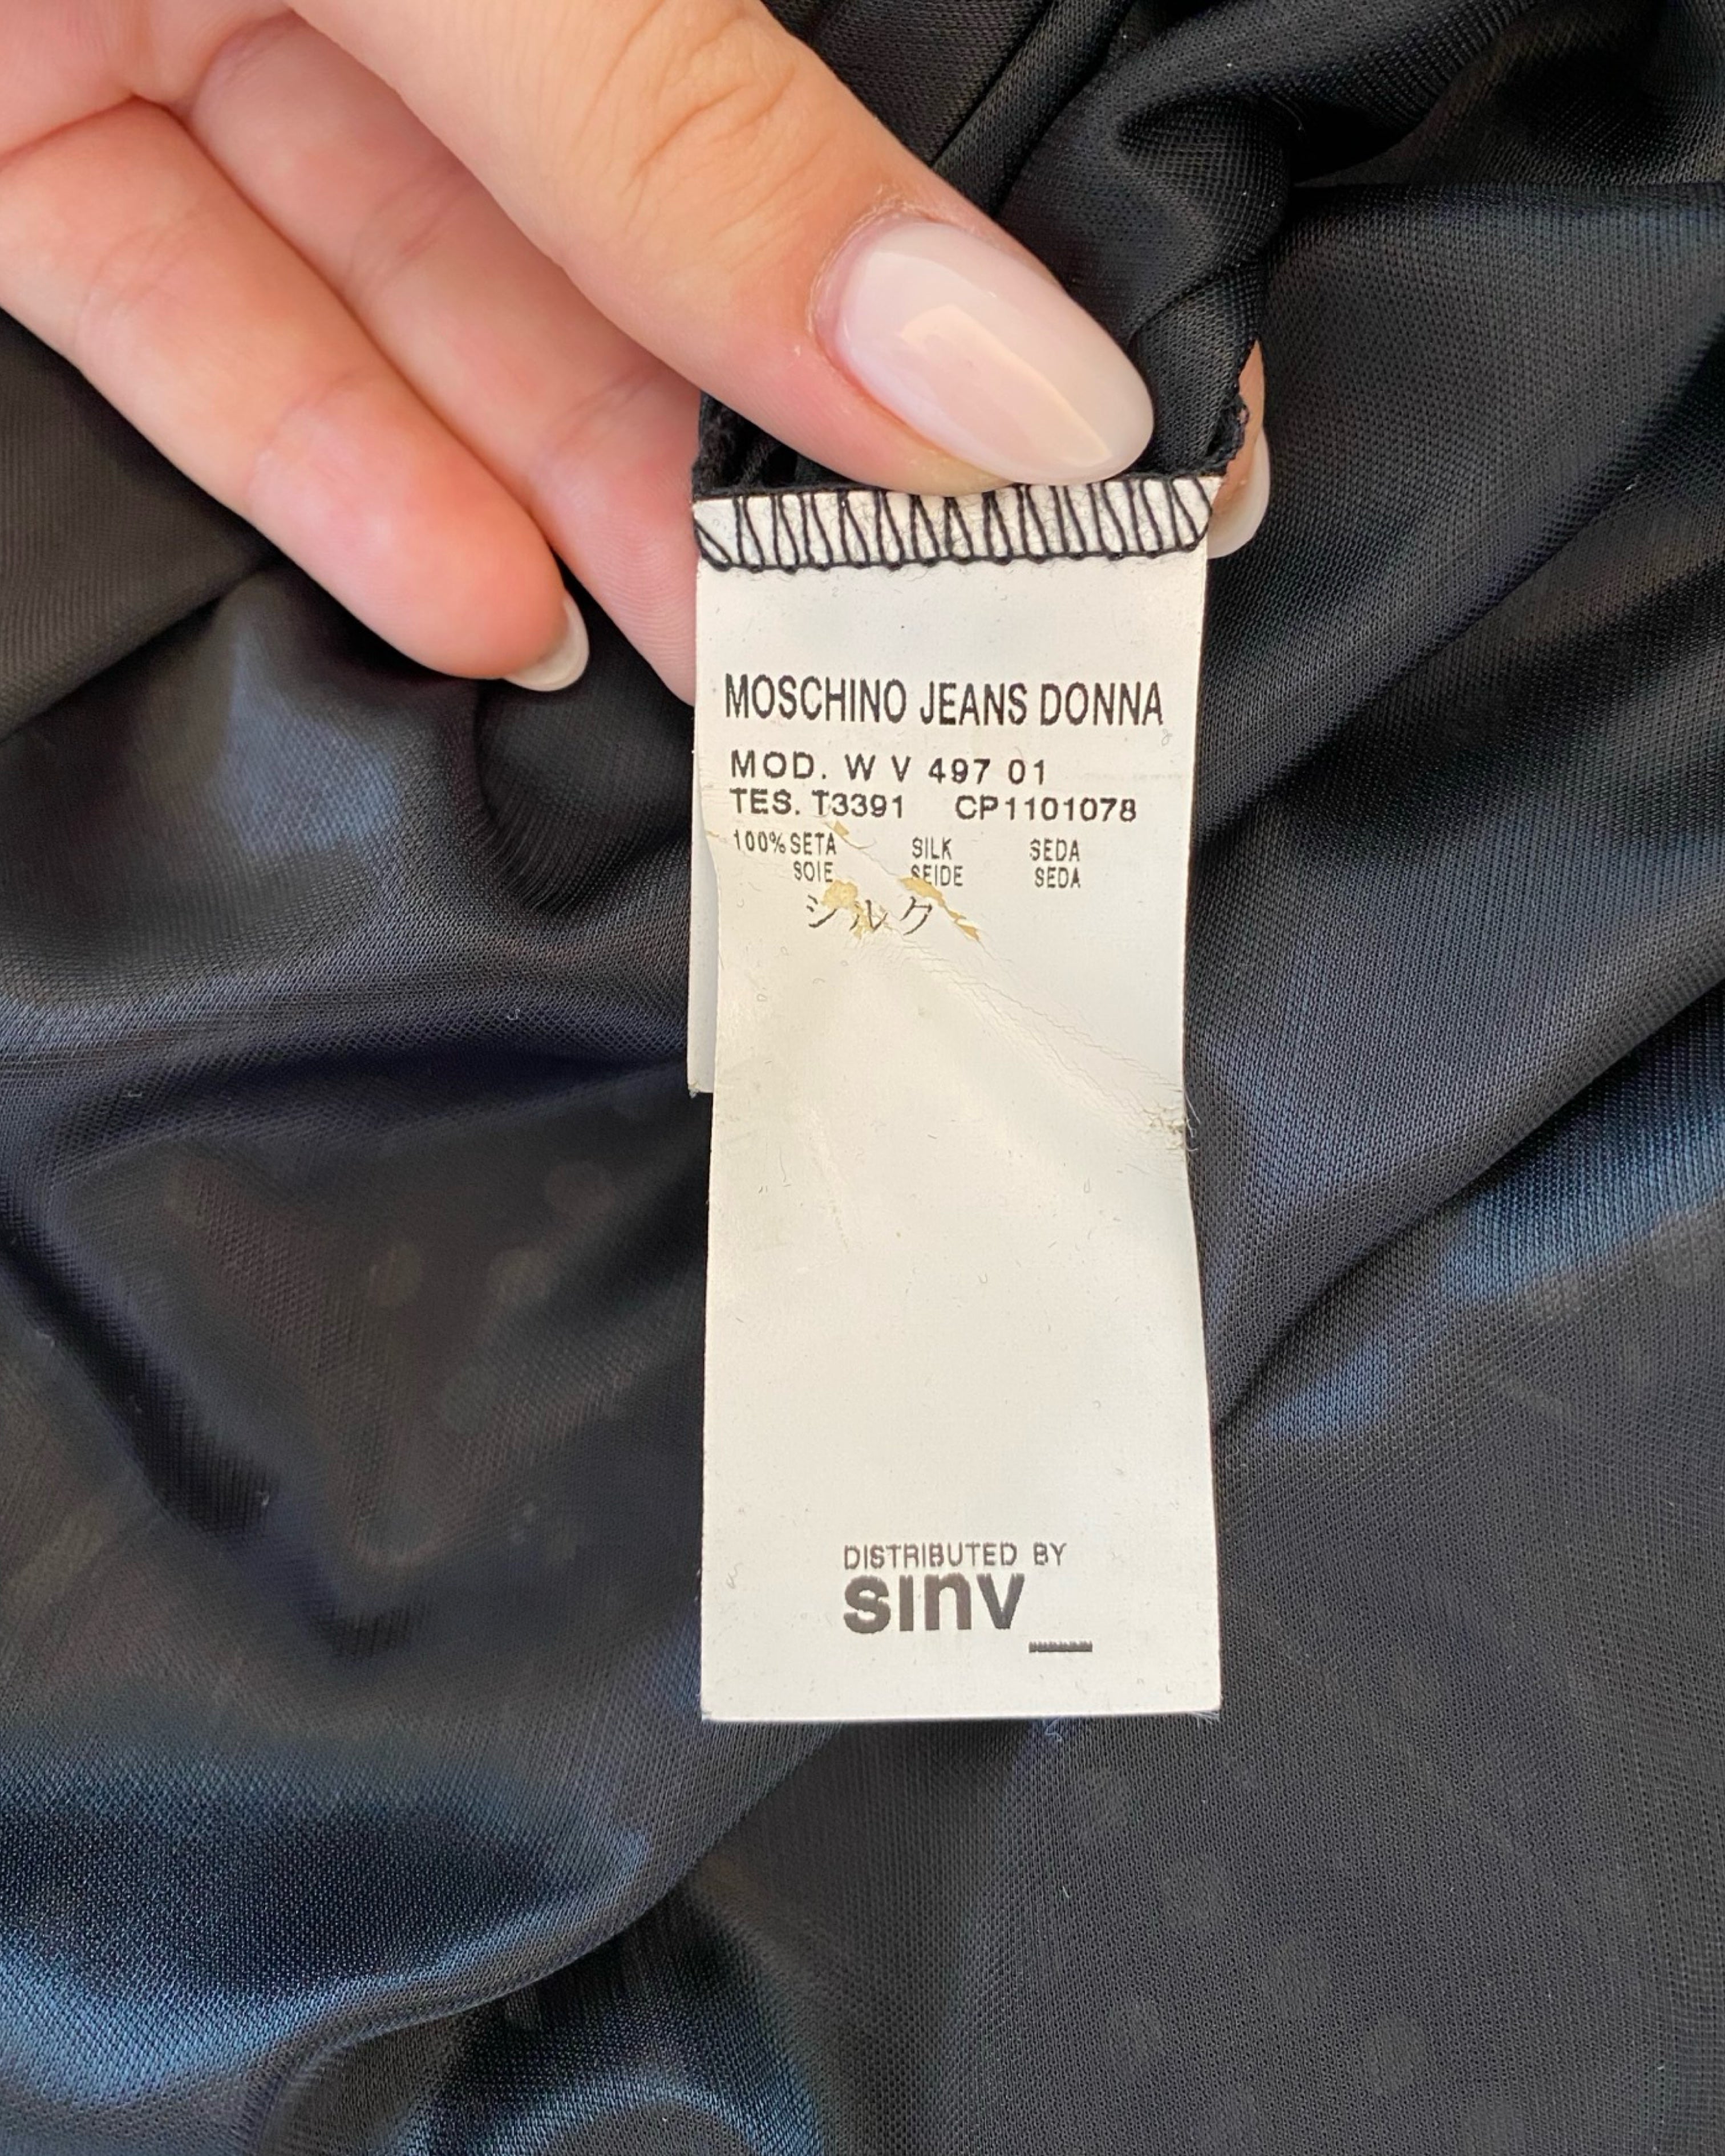 MOSCHINO JEANS DONNA
MOD. W V 497 01
TES. T3391 CP1101078
100% SETA SILK SEDA
SOIE SEIDE SEDA
シルク
DISTRIBUTED BY
sınv_